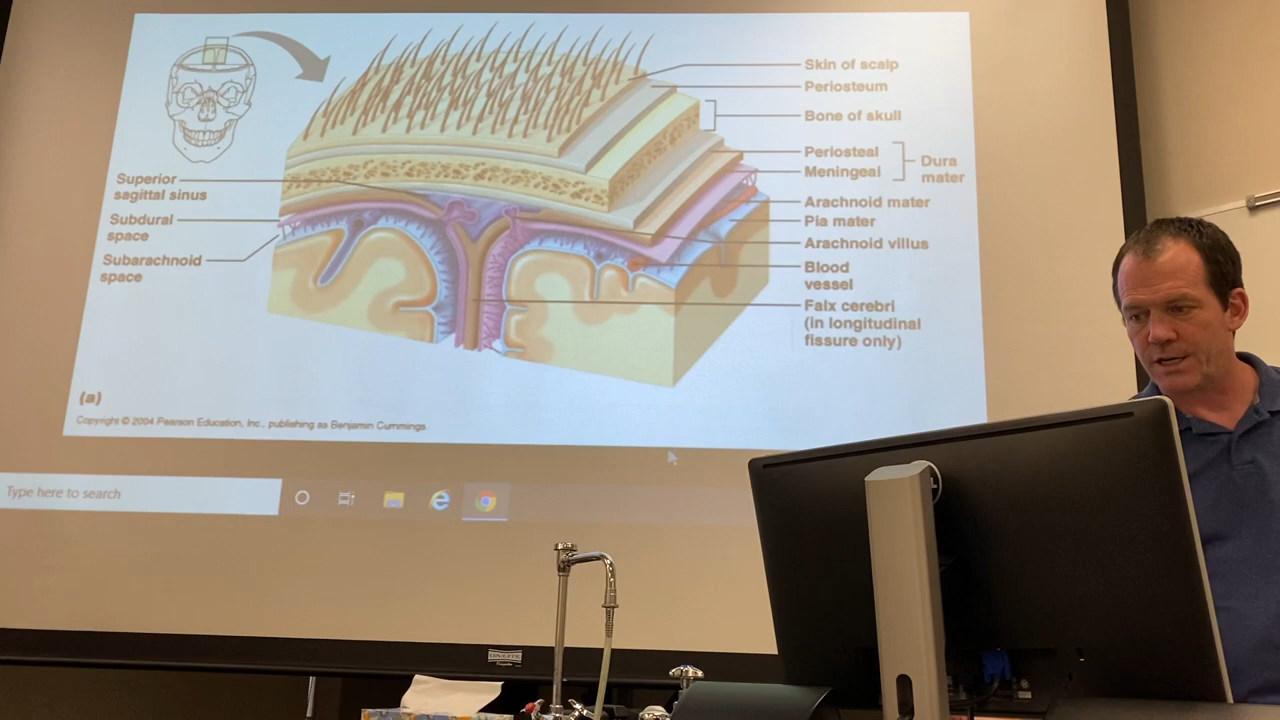 Skin of scalp
Periosteum
Bone of skull
Periosteal
Meningeal
Dura
mater
Arachnoid mater
Pia mater
Arachnoid villus
Blood
vessel
Falx cerebri
(in longitudinal
fissure only)
Superior
sagittal sinus
Subdural
space
Subarachnoid
space
(a)
Copyright © 2004 Pearson Education, Inc., publishing as Benjamin Cummings.
Type here to search
DA-LITE